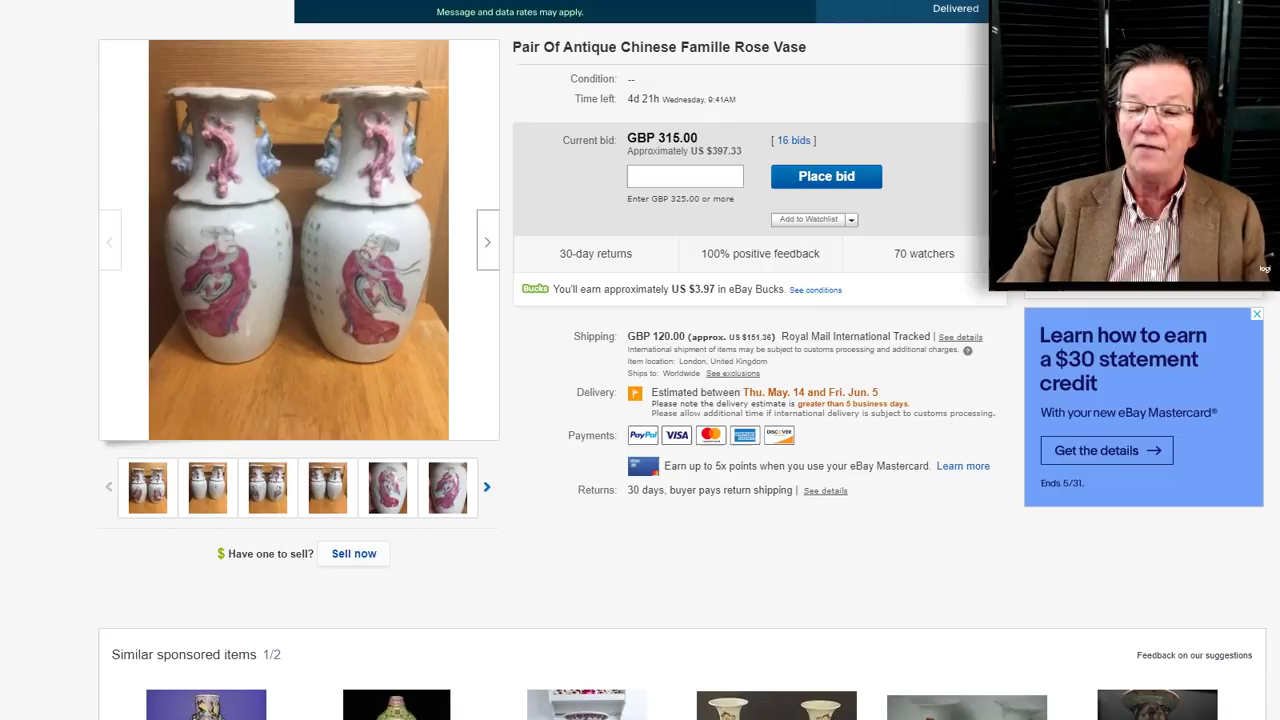 Message and data rates may apply.
Delivered
Pair Of Antique Chinese Famille Rose Vase
Condition: --
Time left: 4d 21h Wednesday, 9:41AM
Current bid: GBP 315.00 [ 16 bids ]
Approximately US $397.33
Place bid
Enter GBP 325.00 or more
Add to Watchlist
30-day returns 100% positive feedback 70 watchers
Bucks You'll earn approximately US $3.97 in eBay Bucks. See conditions
Shipping: GBP 120.00 (approx. US $151.36) Royal Mail International Tracked | See details
International shipment of items may be subject to customs processing and additional charges. ?
Item location: London, United Kingdom
Ships to: Worldwide See exclusions
Delivery: Estimated between Thu. May. 14 and Fri. Jun. 5
Please note the delivery estimate is greater than 5 business days.
Please allow additional time if international delivery is subject to customs processing.
Payments: PayPal VISA MasterCard DISCOVER
Earn up to 5x points when you use your eBay Mastercard. Learn more
Returns: 30 days, buyer pays return shipping | See details
$ Have one to sell? Sell now
logi
Learn how to earn
a $30 statement
credit
With your new eBay Mastercard®
Get the details →
Ends 5/31.
Similar sponsored items 1/2
Feedback on our suggestions